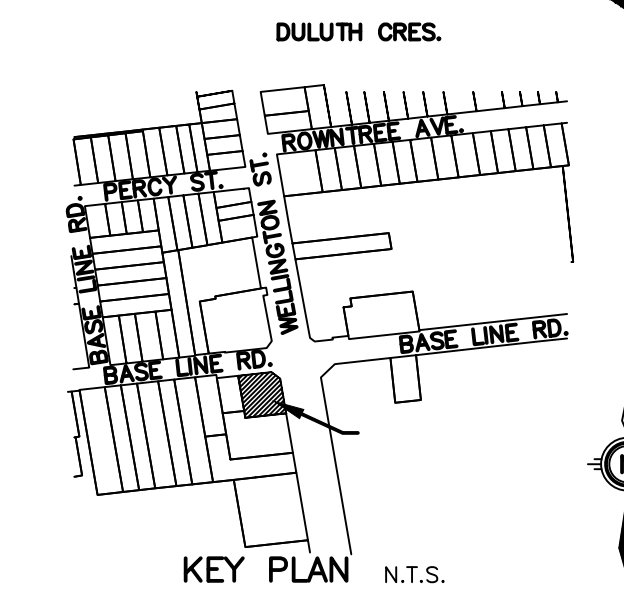 DULUTH CRES.
ROWNTREE AVE.
PERCY ST.
WELLINGTON ST.
BASE LINE RD.
BASE LINE RD.
BASE LINE RD.
KEY PLAN N.T.S.